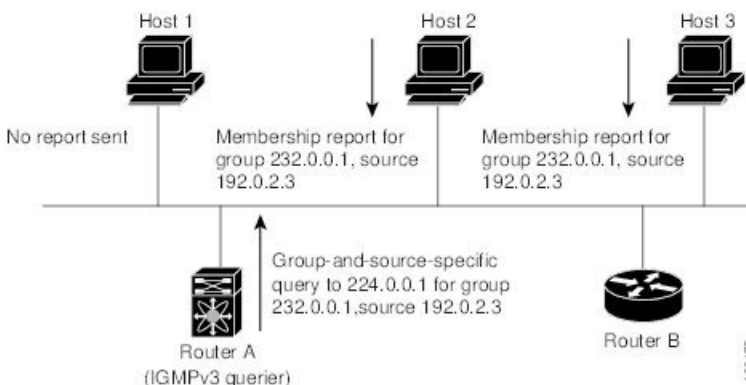 Host 1
Host 2
Host 3
No report sent
Membership report for
group 232.0.0.1, source
192.0.2.3
Membership report for
group 232.0.0.1, source
192.0.2.3
Group-and-source-specific
query to 224.0.0.1 for group
232.0.0.1,source 192.0.2.3
Router A
(IGMPv3 querier)
Router B